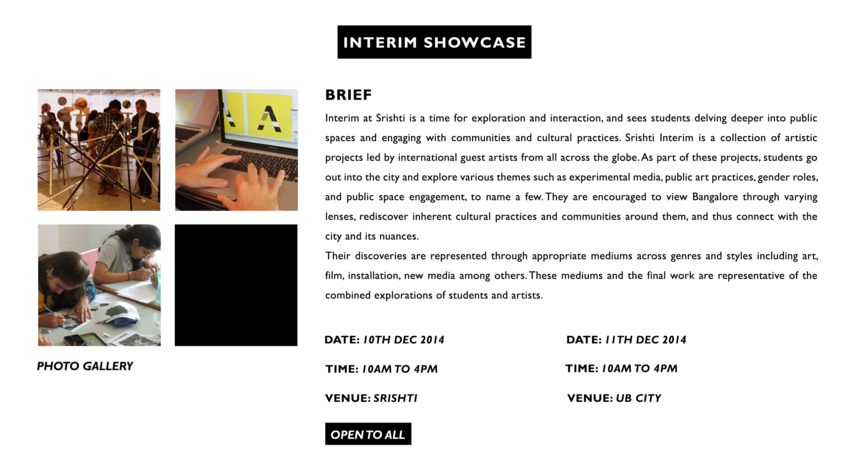 INTERIM SHOWCASE
BRIEF
Interim at Srishti is a time for exploration and interaction, and sees students delving deeper into public
spaces and engaging with communities and cultural practices. Srishti Interim is a collection of artistic
projects led by international guest artists from all across the globe. As part of these projects, students go
out into the city and explore various themes such as experimental media, public art practices, gender roles,
and public space engagement, to name a few. They are encouraged to view Bangalore through varying
lenses, rediscover inherent cultural practices and communities around them, and thus connect with the
city and its nuances.
Their discoveries are represented through appropriate mediums across genres and styles including art,
film, installation, new media among others. These mediums and the final work are representative of the
combined explorations of students and artists.
PHOTO GALLERY
DATE: 10TH DEC 2014
TIME: 10AM TO 4PM
VENUE: SRISHTI
DATE: 11TH DEC 2014
TIME: 10AM TO 4PM
VENUE: UB CITY
OPEN TO ALL